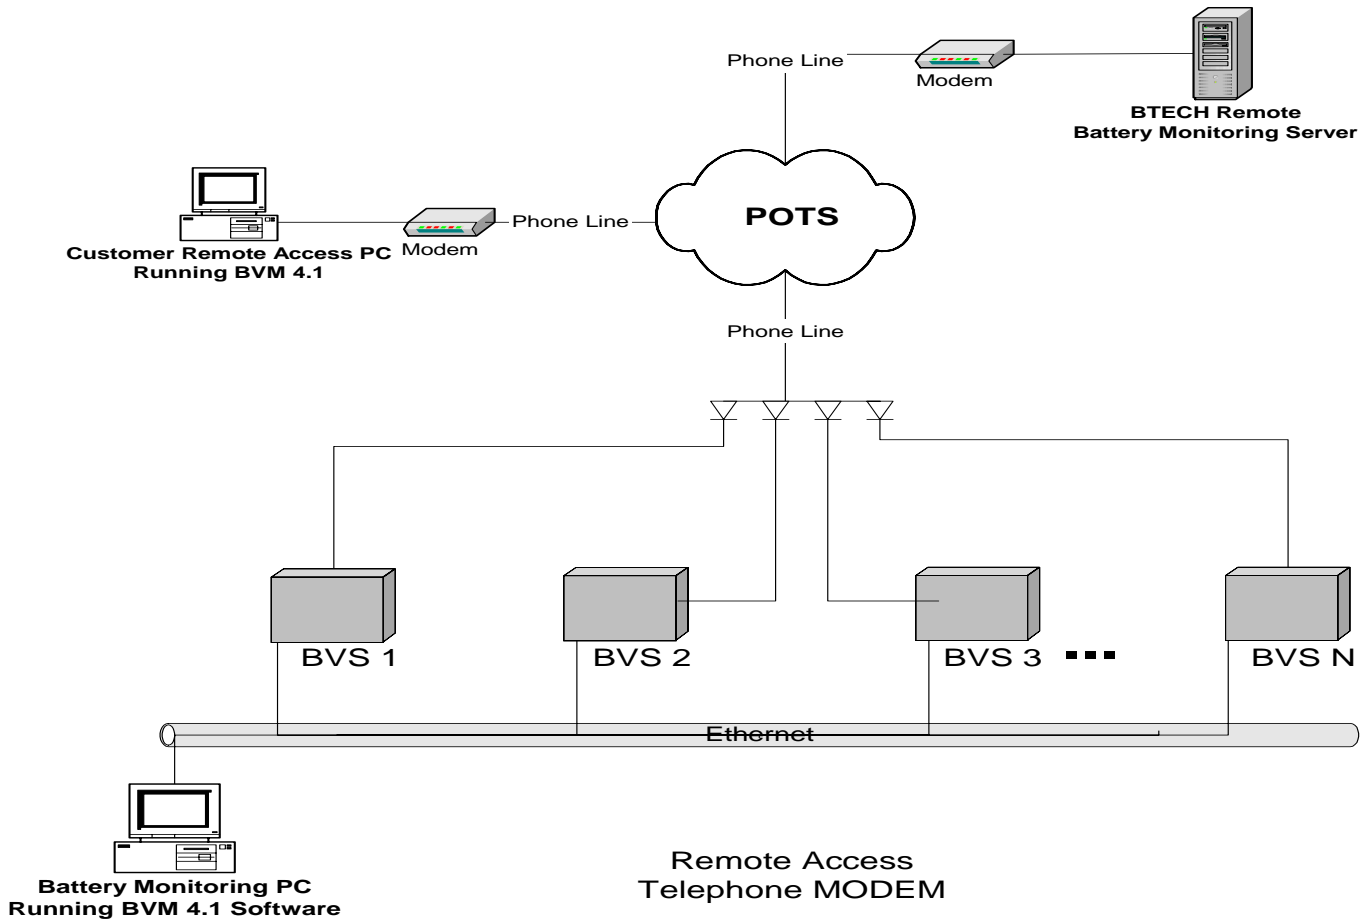 Phone Line
Modem
BTECH Remote
Battery Monitoring Server
POTS
Phone Line
Customer Remote Access PC
Running BVM 4.1
Modem
Phone Line
BVS 1
BVS 2
BVS 3
BVS N
Ethernet
Battery Monitoring PC
Running BVM 4.1 Software
Remote Access
Telephone MODEM